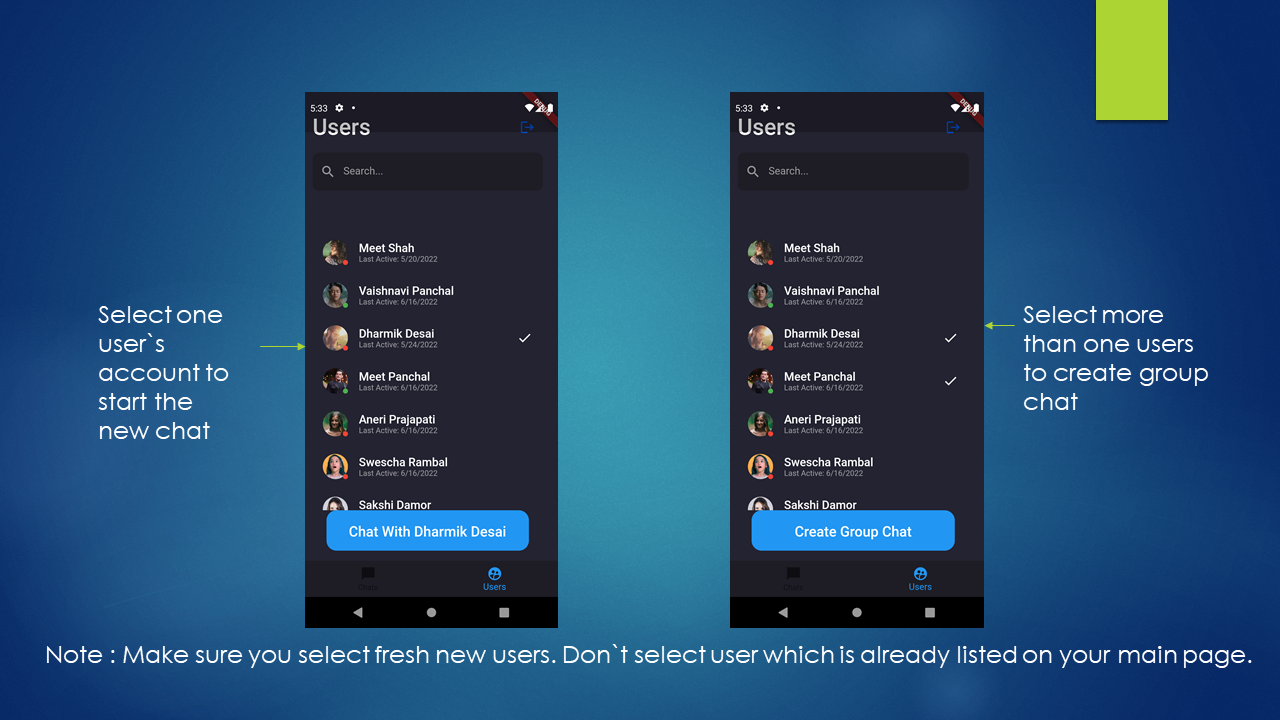 5:33
DEBUG
Users
Search...
Meet Shah
Last Active: 5/20/2022
Vaishnavi Panchal
Last Active: 6/16/2022
Dharmik Desai
Last Active: 5/24/2022
Meet Panchal
Last Active: 6/16/2022
Aneri Prajapati
Last Active: 6/16/2022
Swescha Rambal
Last Active: 6/16/2022
Sakshi Damor
Chat With Dharmik Desai
Chats
Users
5:33
DEBUG
Users
Search...
Meet Shah
Last Active: 5/20/2022
Vaishnavi Panchal
Last Active: 6/16/2022
Dharmik Desai
Last Active: 5/24/2022
Meet Panchal
Last Active: 6/16/2022
Aneri Prajapati
Last Active: 6/16/2022
Swescha Rambal
Last Active: 6/16/2022
Sakshi Damor
Create Group Chat
Chats
Users
Select one
user`s
account to
start the
new chat
Select more
than one users
to create group
chat
Note : Make sure you select fresh new users. Don`t select user which is already listed on your main page.